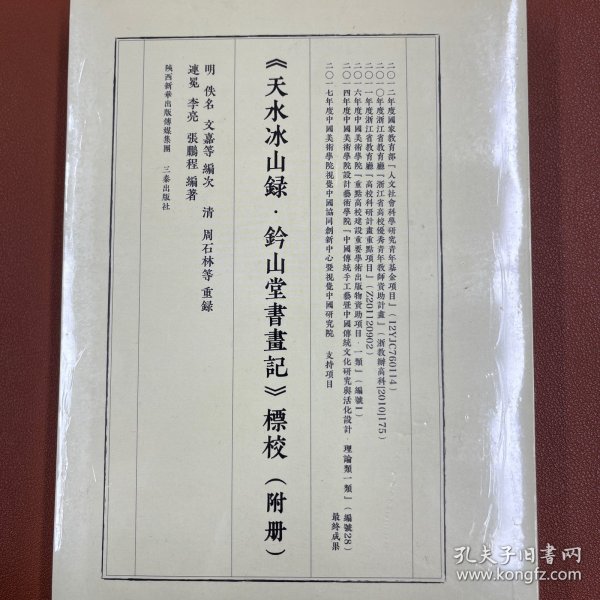 二〇一二年度國家教育部「人文社會科學研究青年基金項目」(12YJC760114)
二〇一〇年度浙江省教育廳「浙江省高校優秀青年教師資助計畫」(浙教辦高科[2010]175)
二〇一一年度浙江省教育廳「高校科研計畫重點項目」(Z201120902)
二〇一六年度中國美術學院「重點高校建設重要學術出版物資助項目·一類」(編號1)
二〇一四年度中國美術學院設計藝術學院「中國傳統手工藝暨中國傳統文化研究與活化設計 理論類一類」(編號28)
二〇一七年度中國美術學院視覺中國協同創新中心暨視覺中國研究院 支持項目
最終成果
《天水冰山録·鈐山堂書畫記》標校(附册)
明 佚名 文嘉等 編次 清 周石林等 重録
連冕 李亮 張鵬程 編著
陝西新華出版傳媒集團 三秦出版社
孔夫子旧書网
www.kongfz.com